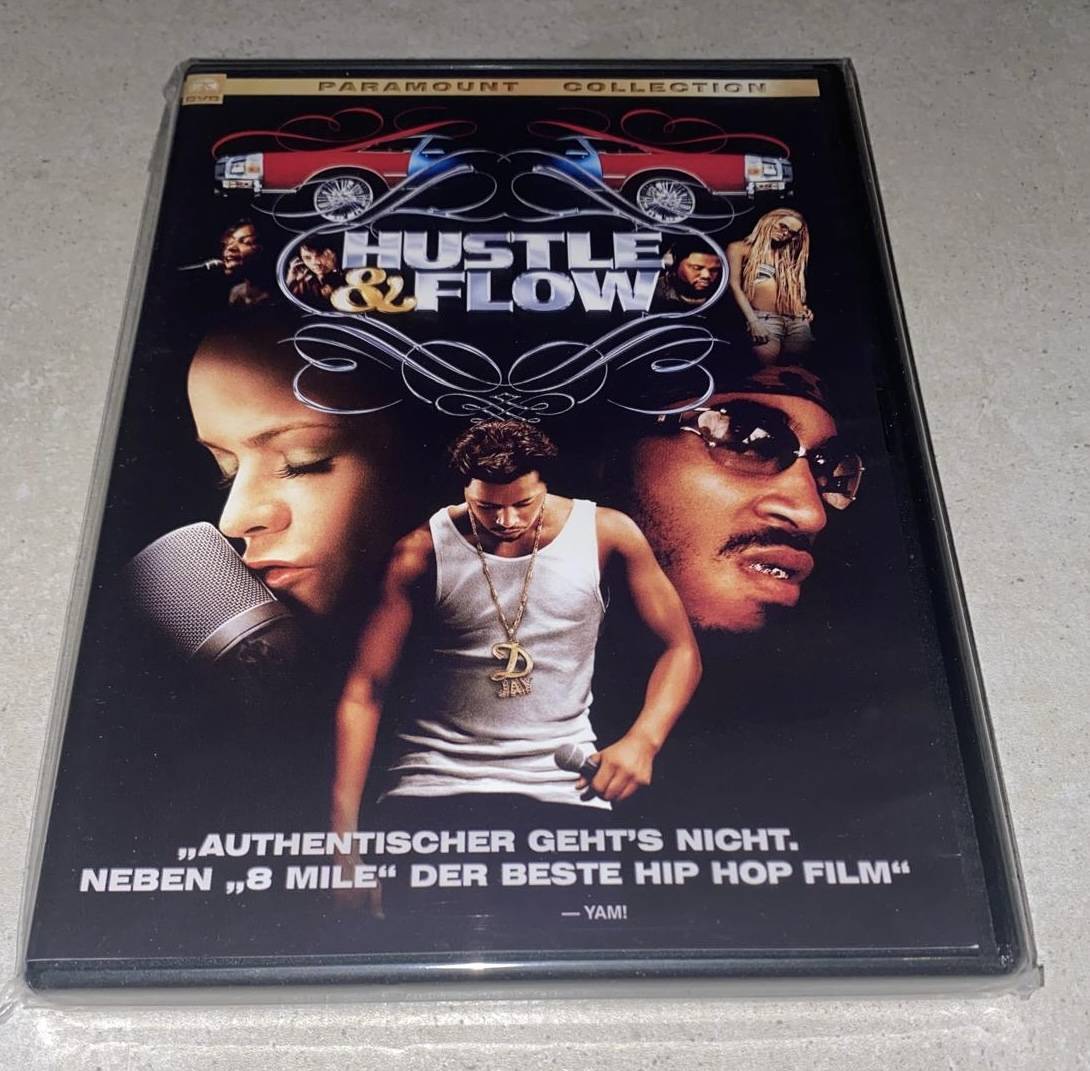 PARAMOUNT COLLECTION
DVD
HUSTLE
& FLOW
D
JAY
„AUTHENTISCHER GEHT'S NICHT.
NEBEN „8 MILE“ DER BESTE HIP HOP FILM“
— YAM!